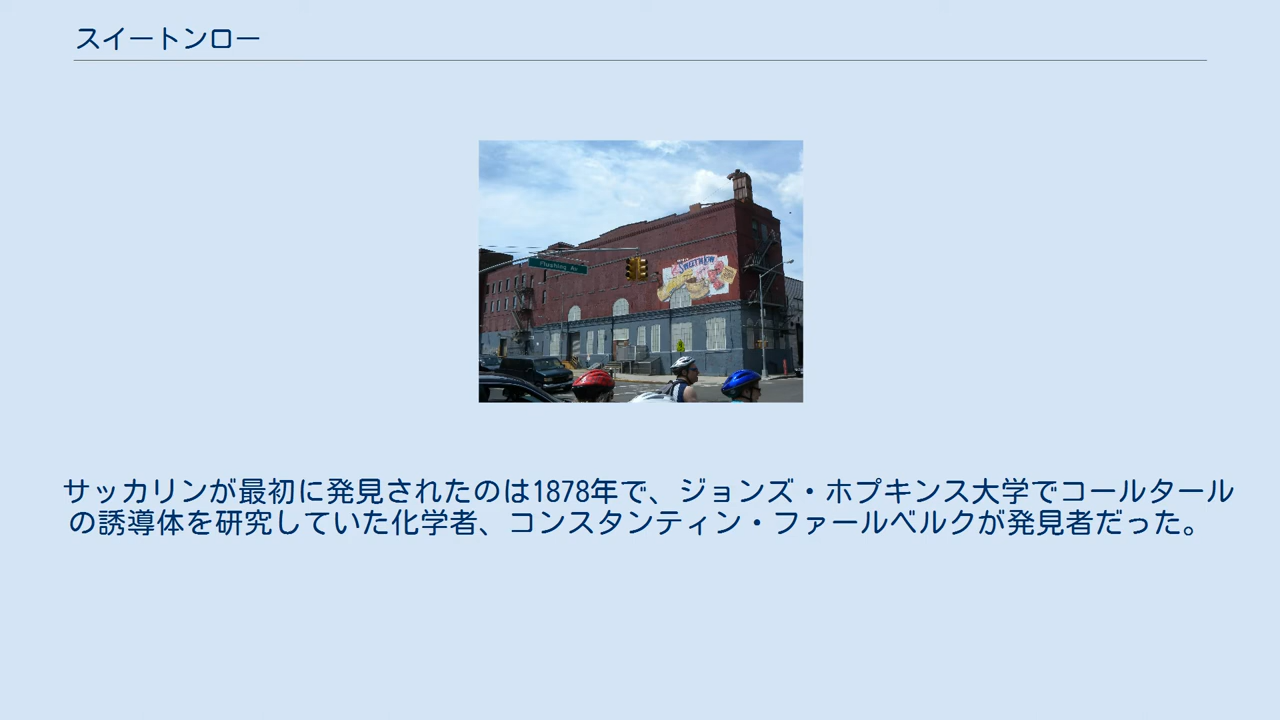 スイートンロー
Flushing Av
SWEET'N LOW
サッカリンが最初に発見されたのは1878年で、ジョンズ・ホプキンス大学でコールタール
の誘導体を研究していた化学者、コンスタンティン・ファールベルクが発見者だった。